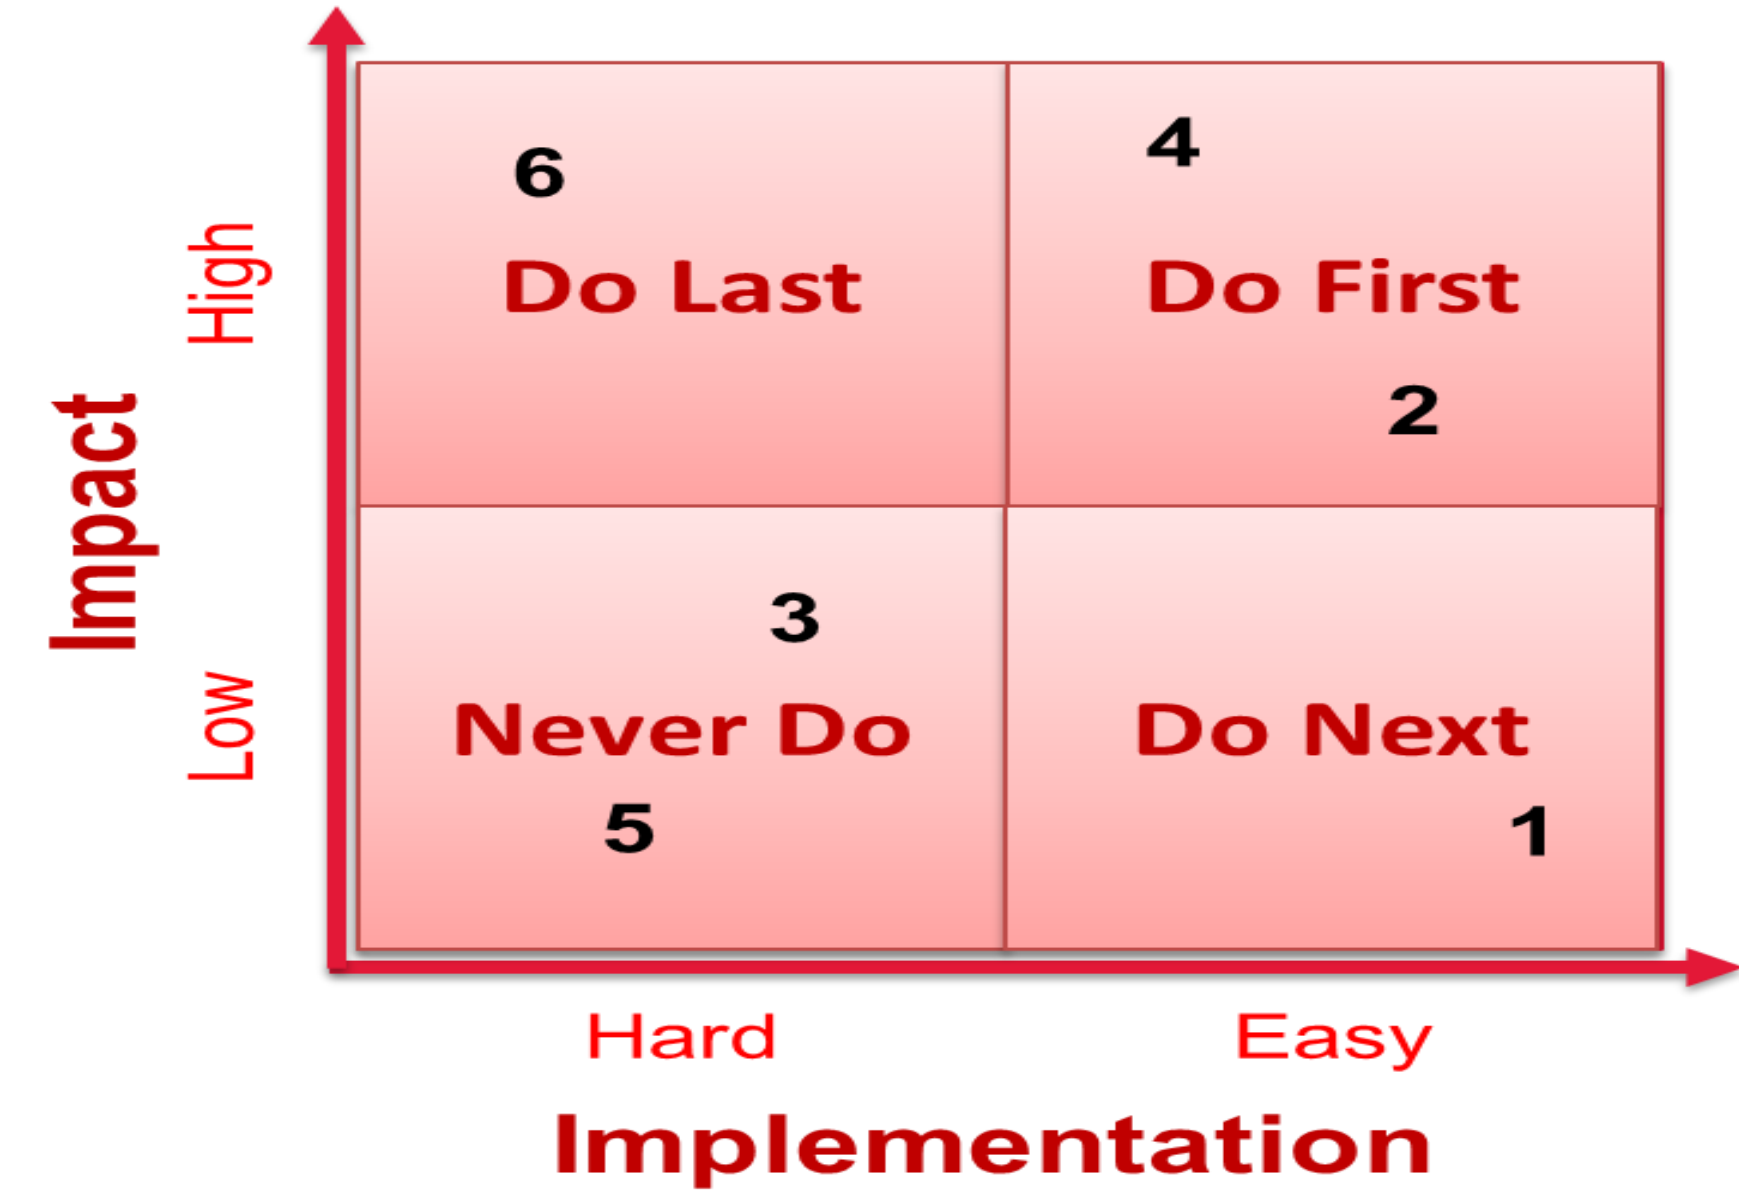 6
4
High
Do Last
Do First
2
Impact
3
Low
Never Do
Do Next
5
1
Hard
Easy
Implementation